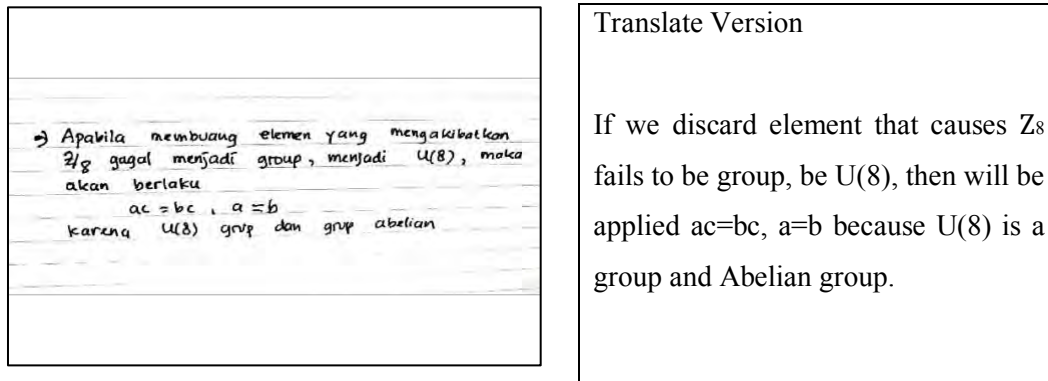 → Apabila membuang elemen yang mengakibatkan
Z/8 gagal menjadi group, menjadi U(8), maka
akan berlaku
ac = bc, a = b
karena U(8) grup dan grup abelian
Translate Version
If we discard element that causes Z₈
fails to be group, be U(8), then will be
applied ac=bc, a=b because U(8) is a
group and Abelian group.